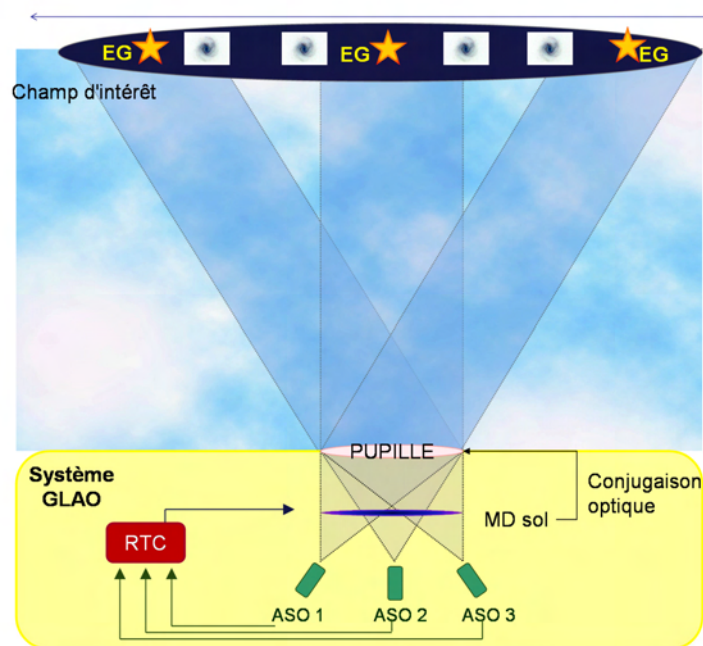 EG
EG
EG
Champ d'intérêt
PUPILLE
Système
GLAO
Conjugaison
optique
MD sol
RTC
ASO 1
ASO 2
ASO 3